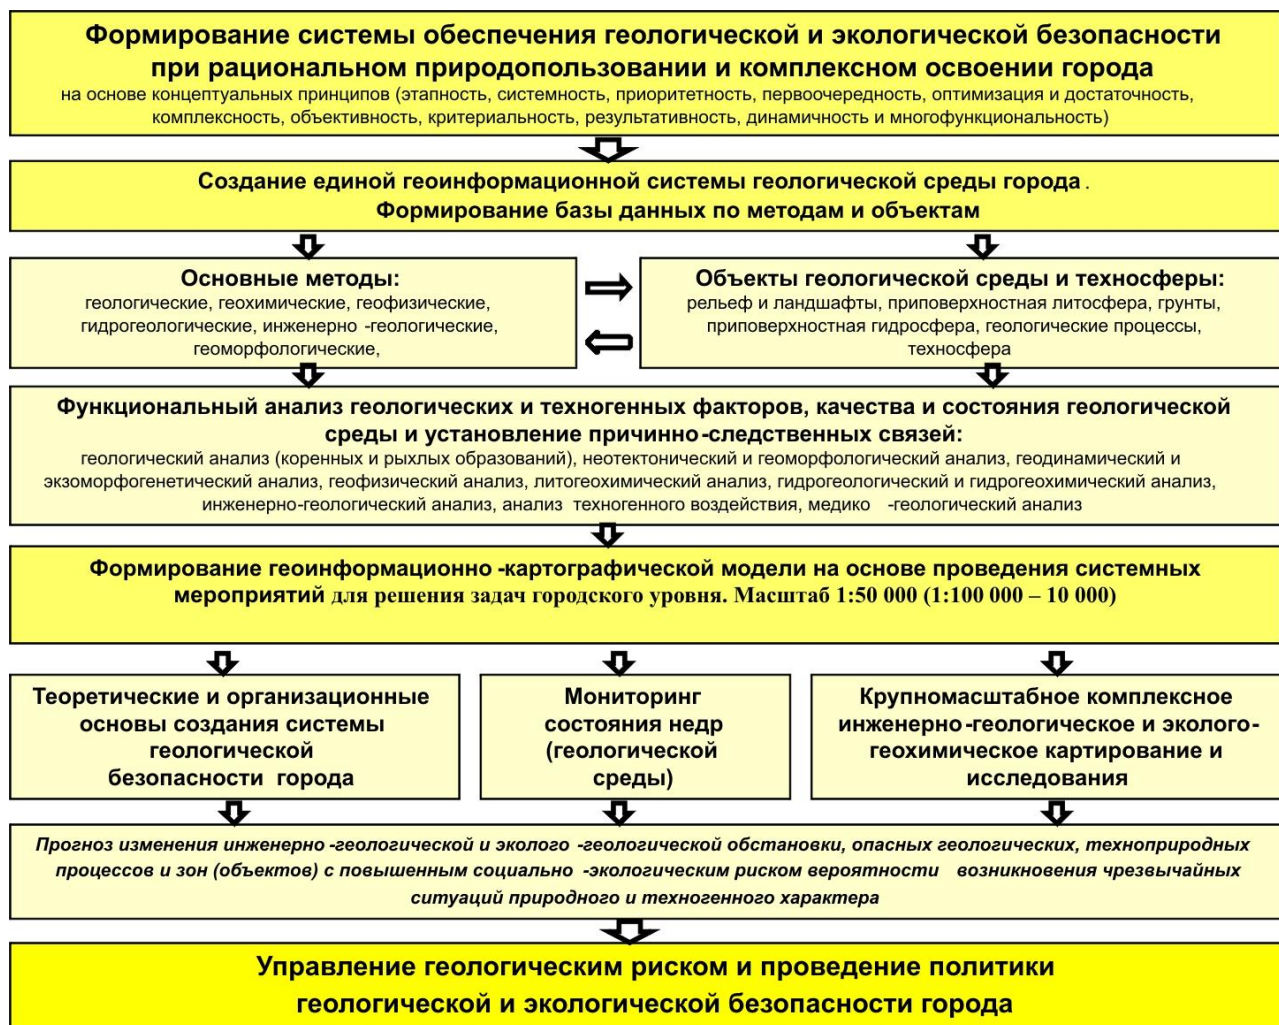 Формирование системы обеспечения геологической и экологической безопасности
при рациональном природопользовании и комплексном освоении города
на основе концептуальных принципов (этапность, системность, приоритетность, первоочередность, оптимизация и достаточность,
комплексность, объективность, критериальность, результативность, динамичность и многофункциональность)
Создание единой геоинформационной системы геологической среды города.
Формирование базы данных по методам и объектам
Основные методы:
геологические, геохимические, геофизические,
гидрогеологические, инженерно -геологические,
геоморфологические,
Объекты геологической среды и техносферы:
рельеф и ландшафты, приповерхностная литосфера, грунты,
приповерхностная гидросфера, геологические процессы,
техносфера
Функциональный анализ геологических и техногенных факторов, качества и состояния геологической
среды и установление причинно-следственных связей:
геологический анализ (коренных и рыхлых образований), неотектонический и геоморфологический анализ, геодинамический и
экзоморфогенетический анализ, геофизический анализ, литогеохимический анализ, гидрогеологический и гидрогеохимический анализ,
инженерно-геологический анализ, анализ техногенного воздействия, медико -геологический анализ
Формирование геоинформационно-картографической модели на основе проведения системных
мероприятий для решения задач городского уровня. Масштаб 1:50 000 (1:100 000 – 10 000)
Теоретические и организационные
основы создания системы
геологической
безопасности города
Мониторинг
состояния недр
(геологической
среды)
Крупномасштабное комплексное
инженерно-геологическое и эколого-
геохимическое картирование и
исследования
Прогноз изменения инженерно -геологической и эколого -геологической обстановки, опасных геологических, техноприродных
процессов и зон (объектов) с повышенным социально -экологическим риском вероятности возникновения чрезвычайных
ситуаций природного и техногенного характера
Управление геологическим риском и проведение политики
геологической и экологической безопасности города